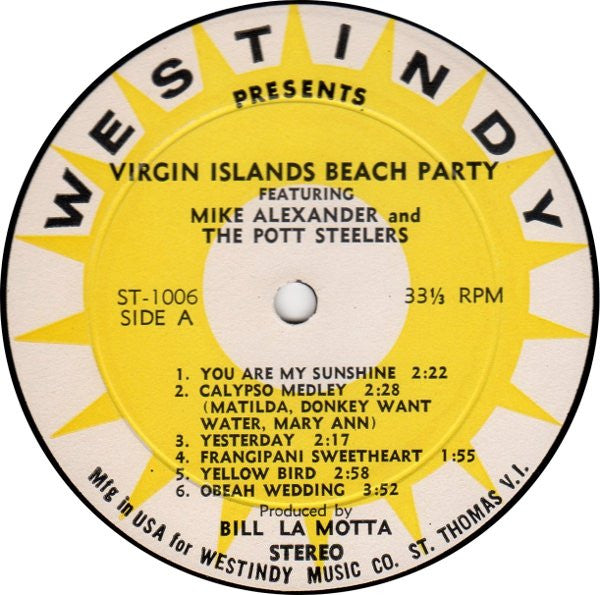 WESTINDY
PRESENTS
VIRGIN ISLANDS BEACH PARTY
FEATURING
MIKE ALEXANDER and
THE POTT STEELERS
ST-1006
SIDE A
33⅓ RPM
1. YOU ARE MY SUNSHINE 2:22
2. CALYPSO MEDLEY 2:28
(MATILDA, DONKEY WANT
WATER, MARY ANN)
3. YESTERDAY 2:17
4. FRANGIPANI SWEETHEART 1:55
5. YELLOW BIRD 2:58
6. OBEAH WEDDING 3:52
Produced by
BILL LA MOTTA
STEREO
Mfg in USA for WESTINDY MUSIC CO. ST. THOMAS V.I.